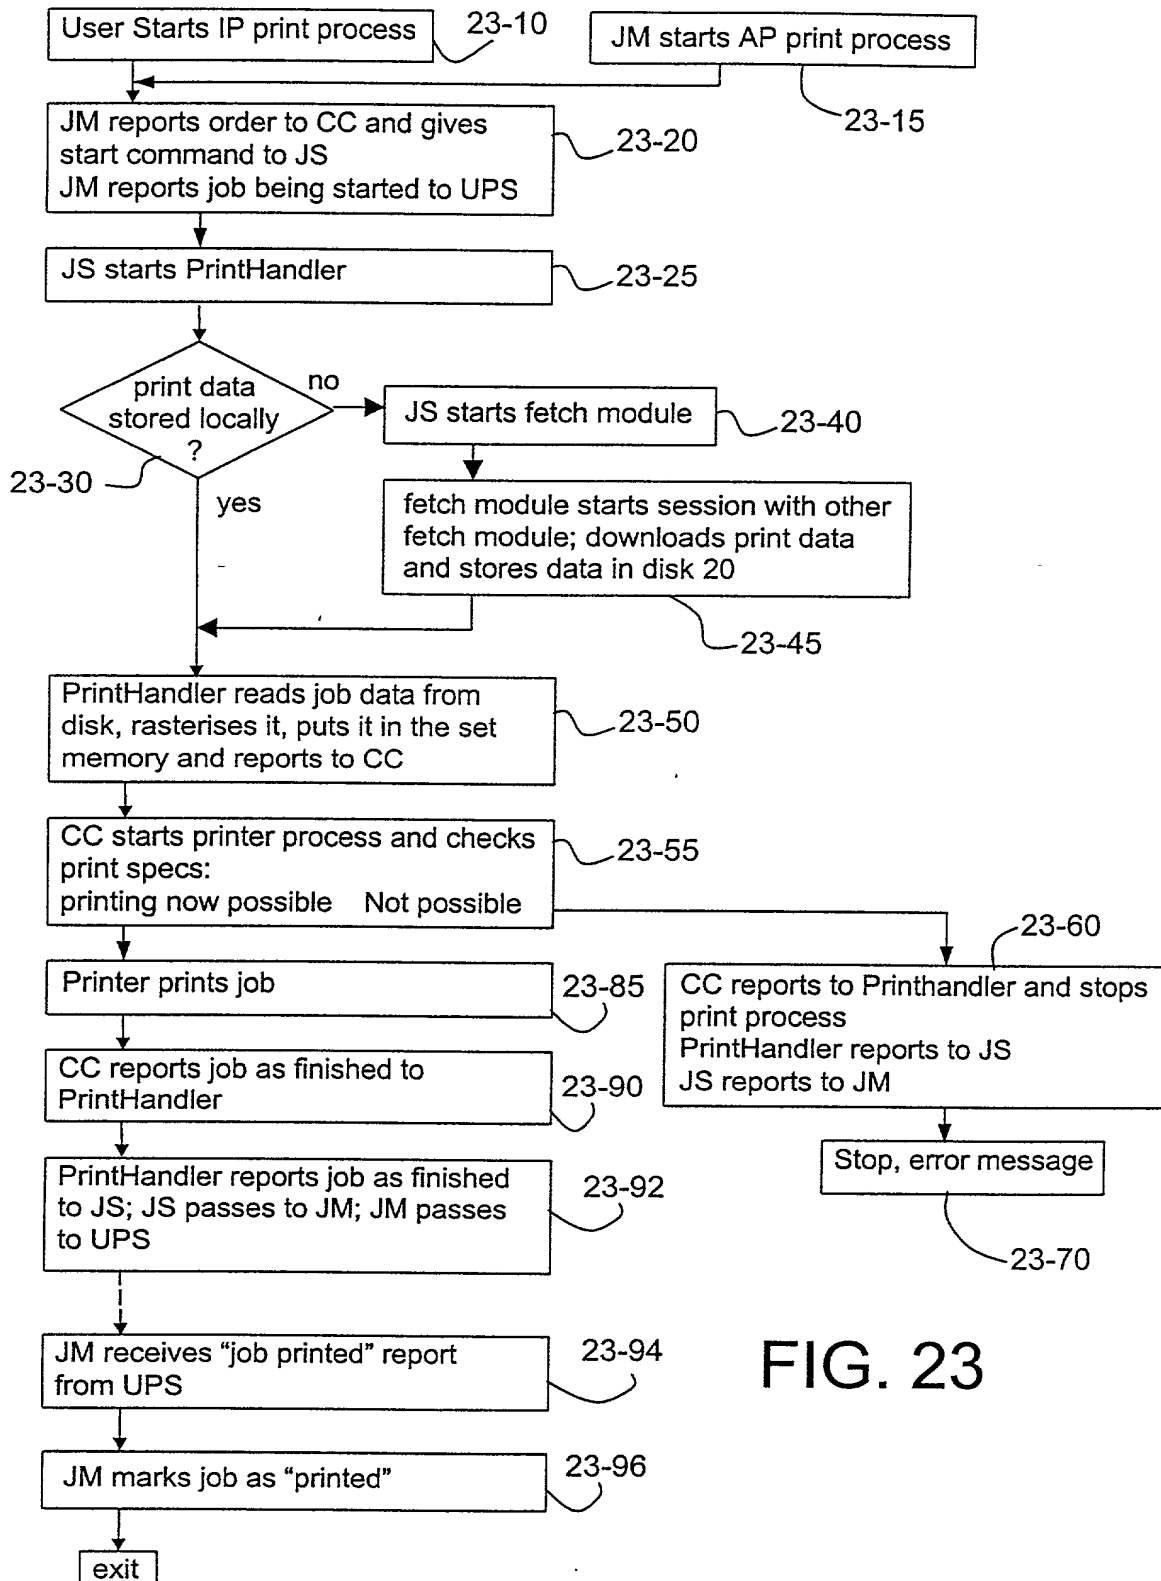 User Starts IP print process
23-10
JM starts AP print process
23-15
JM reports order to CC and gives
start command to JS
JM reports job being started to UPS
23-20
JS starts PrintHandler
23-25
print data
stored locally
?
23-30
no
yes
JS starts fetch module
23-40
fetch module starts session with other
fetch module; downloads print data
and stores data in disk 20
23-45
PrintHandler reads job data from
disk, rasterises it, puts it in the set
memory and reports to CC
23-50
CC starts printer process and checks
print specs:
printing now possible Not possible
23-55
23-60
CC reports to Printhandler and stops
print process
PrintHandler reports to JS
JS reports to JM
Stop, error message
23-70
Printer prints job
23-85
CC reports job as finished to
PrintHandler
23-90
PrintHandler reports job as finished
to JS; JS passes to JM; JM passes
to UPS
23-92
JM receives “job printed” report
from UPS
23-94
JM marks job as “printed”
23-96
exit
FIG. 23